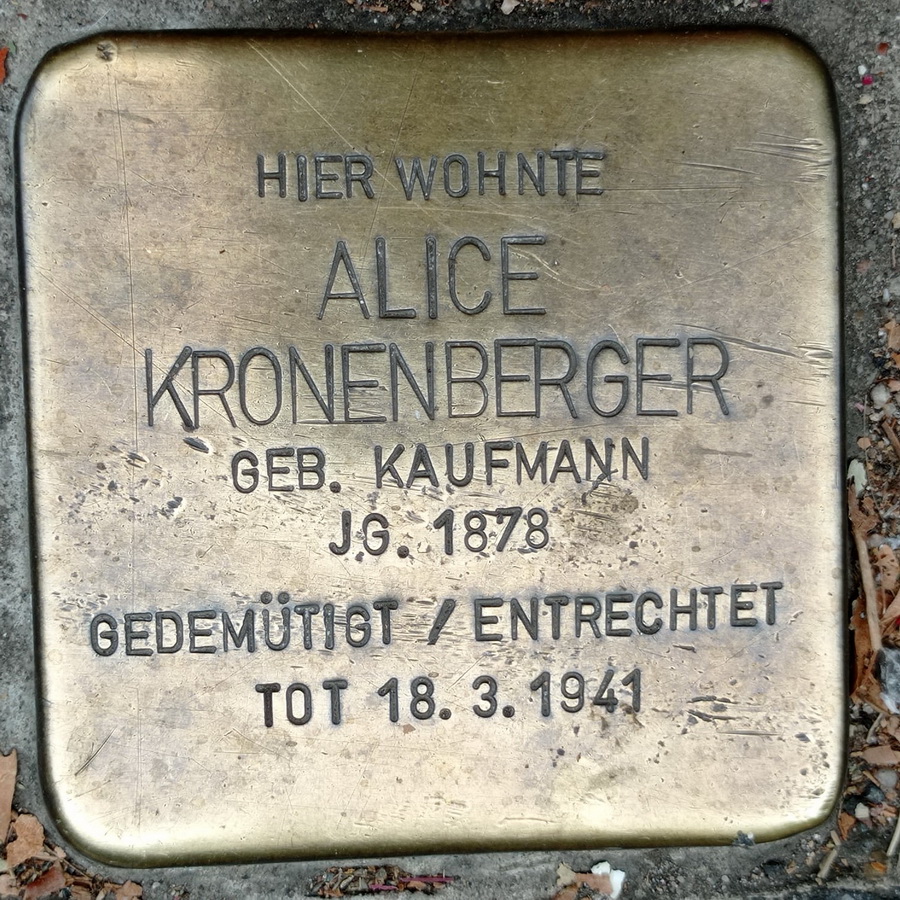 HIER WOHNTE
ALICE
KRONENBERGER
GEB. KAUFMANN
JG. 1878
GEDEMÜTIGT / ENTRECHTET
TOT 18.3.1941